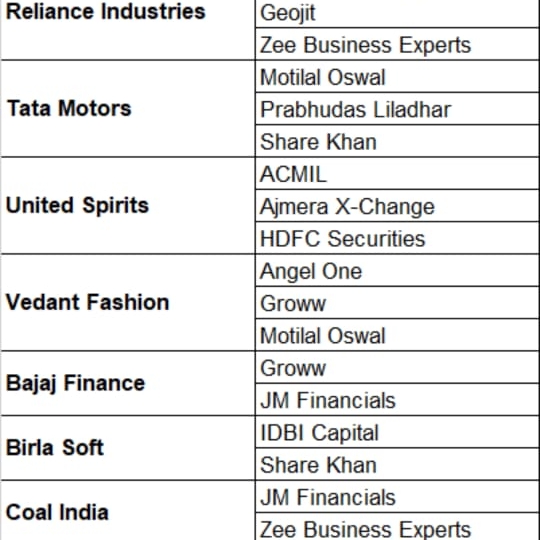 Reliance Industries
Geojit
Zee Business Experts
Tata Motors
Motilal Oswal
Prabhudas Liladhar
Share Khan
United Spirits
ACMIL
Ajmera X-Change
HDFC Securities
Vedant Fashion
Angel One
Groww
Motilal Oswal
Bajaj Finance
Groww
JM Financials
Birla Soft
IDBI Capital
Share Khan
Coal India
JM Financials
Zee Business Experts